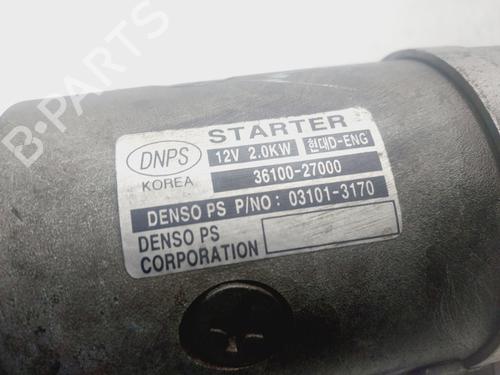 B-PARTS
STARTER
DNPS
KOREA
12V 2.0KW 현대D-ENG
36100-27000
DENSO PS P/NO : 03101-3170
DENSO PS
CORPORATION